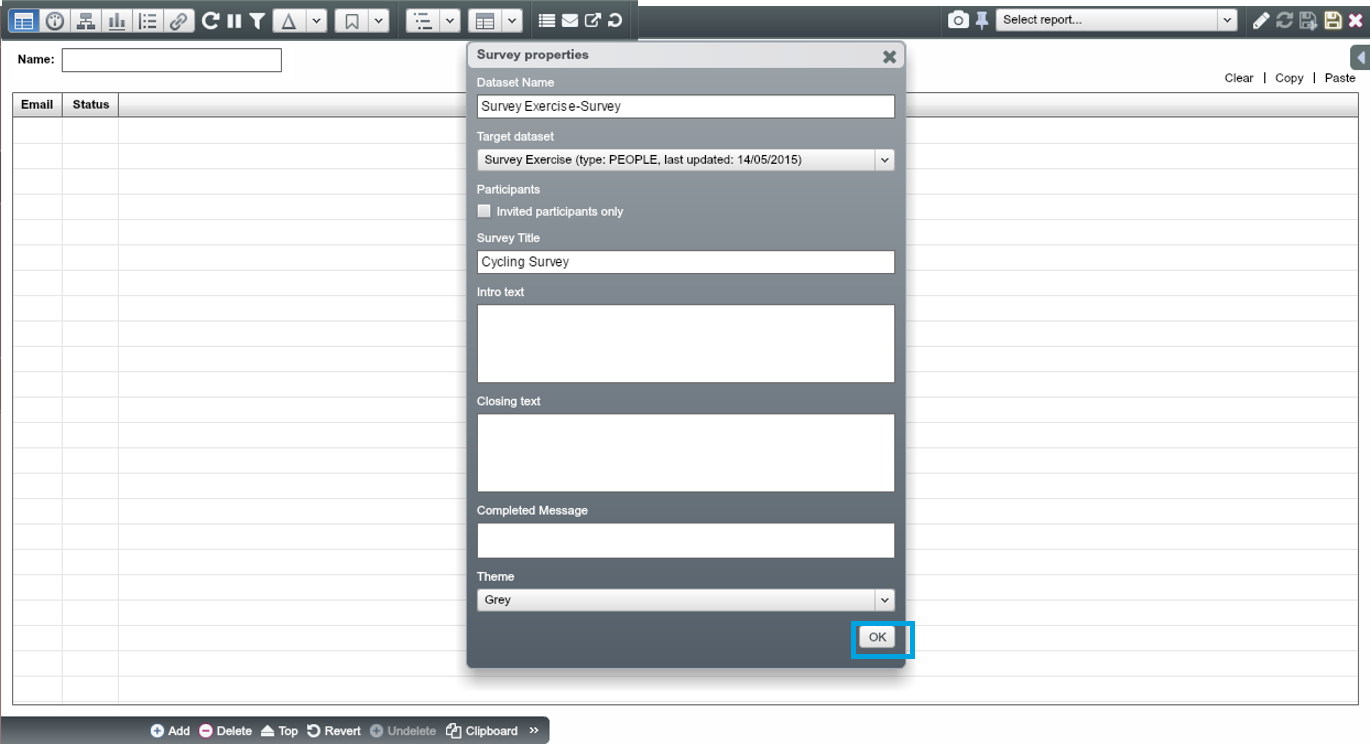 Select report...
Name:
Clear | Copy | Paste
Email Status
Survey properties
Dataset Name
Survey Exercise-Survey
Target dataset
Survey Exercise (type: PEOPLE, last updated: 14/05/2015)
Participants
Invited participants only
Survey Title
Cycling Survey
Intro text
Closing text
Completed Message
Theme
Grey
OK
Add Delete Top Revert Undelete Clipboard »